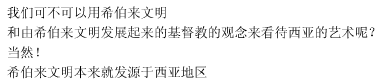 我们可不可以用希伯来文明
和由希伯来文明发展起来的基督教的观念来看待西亚的艺术呢？
当然！
希伯来文明本来就发源于西亚地区